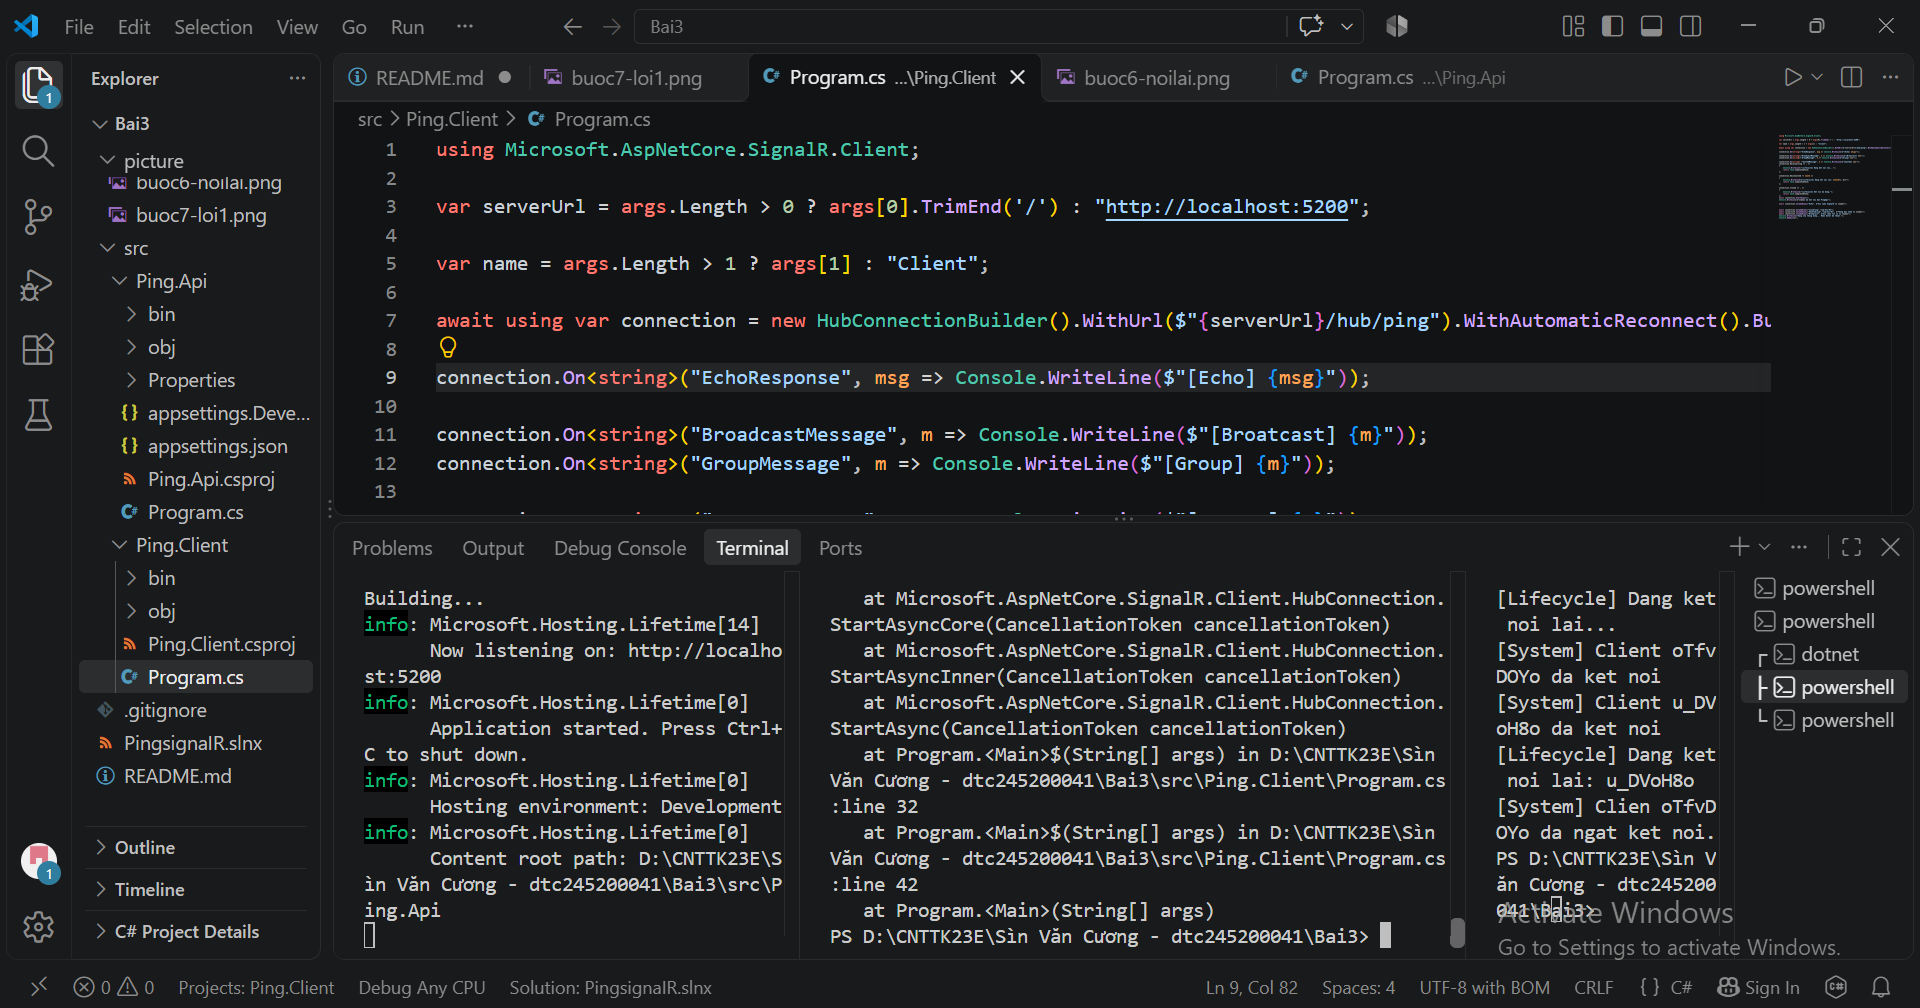 File Edit Selection View Go Run ··· Bai3
Explorer ···
README.md buoc7-loi1.png Program.cs ...\Ping.Client buoc6-noilai.png Program.cs ...\Ping.Api
src > Ping.Client > Program.cs
Bai3
picture
buoc6-noilai.png
buoc7-loi1.png
src
Ping.Api
bin
obj
Properties
appsettings.Deve...
appsettings.json
Ping.Api.csproj
Program.cs
Ping.Client
bin
obj
Ping.Client.csproj
Program.cs
.gitignore
PingsignalR.slnx
README.md
Outline
Timeline
C# Project Details
1 using Microsoft.AspNetCore.SignalR.Client;
2
3 var serverUrl = args.Length > 0 ? args[0].TrimEnd('/') : "http://localhost:5200";
4
5 var name = args.Length > 1 ? args[1] : "Client";
6
7 await using var connection = new HubConnectionBuilder().WithUrl($"{serverUrl}/hub/ping").WithAutomaticReconnect().Bu
8
9 connection.On<string>("EchoResponse", msg => Console.WriteLine($"[Echo] {msg}"));
10
11 connection.On<string>("BroadcastMessage", m => Console.WriteLine($"[Broatcast] {m}"));
12 connection.On<string>("GroupMessage", m => Console.WriteLine($"[Group] {m}"));
13
Problems Output Debug Console Terminal Ports
Building...
info: Microsoft.Hosting.Lifetime[14]
Now listening on: http://localho
st:5200
info: Microsoft.Hosting.Lifetime[0]
Application started. Press Ctrl+
C to shut down.
info: Microsoft.Hosting.Lifetime[0]
Hosting environment: Development
info: Microsoft.Hosting.Lifetime[0]
Content root path: D:\CNTTK23E\S
ìn Văn Cương - dtc245200041\Bai3\src\P
ing.Api
at Microsoft.AspNetCore.SignalR.Client.HubConnection.
StartAsyncCore(CancellationToken cancellationToken)
at Microsoft.AspNetCore.SignalR.Client.HubConnection.
StartAsyncInner(CancellationToken cancellationToken)
at Microsoft.AspNetCore.SignalR.Client.HubConnection.
StartAsync(CancellationToken cancellationToken)
at Program.<Main>$(String[] args) in D:\CNTTK23E\Sìn
Văn Cương - dtc245200041\Bai3\src\Ping.Client\Program.cs
:line 32
at Program.<Main>$(String[] args) in D:\CNTTK23E\Sìn
Văn Cương - dtc245200041\Bai3\src\Ping.Client\Program.cs
:line 42
at Program.<Main>(String[] args)
PS D:\CNTTK23E\Sìn Văn Cương - dtc245200041\Bai3>
[Lifecycle] Dang ket
noi lai...
[System] Client oTfv
DOYo da ket noi
[System] Client u_DV
oH8o da ket noi
[Lifecycle] Dang ket
noi lai: u_DVoH8o
[System] Clien oTfvD
OYo da ngat ket noi.
PS D:\CNTTK23E\Sìn V
ăn Cương - dtc245200
041\Bai3>
powershell
powershell
dotnet
powershell
powershell
Activate Windows
Go to Settings to activate Windows.
1
1
0 0 Projects: Ping.Client Debug Any CPU Solution: PingsignalR.slnx Ln 9, Col 82 Spaces: 4 UTF-8 with BOM CRLF { } C# Sign In